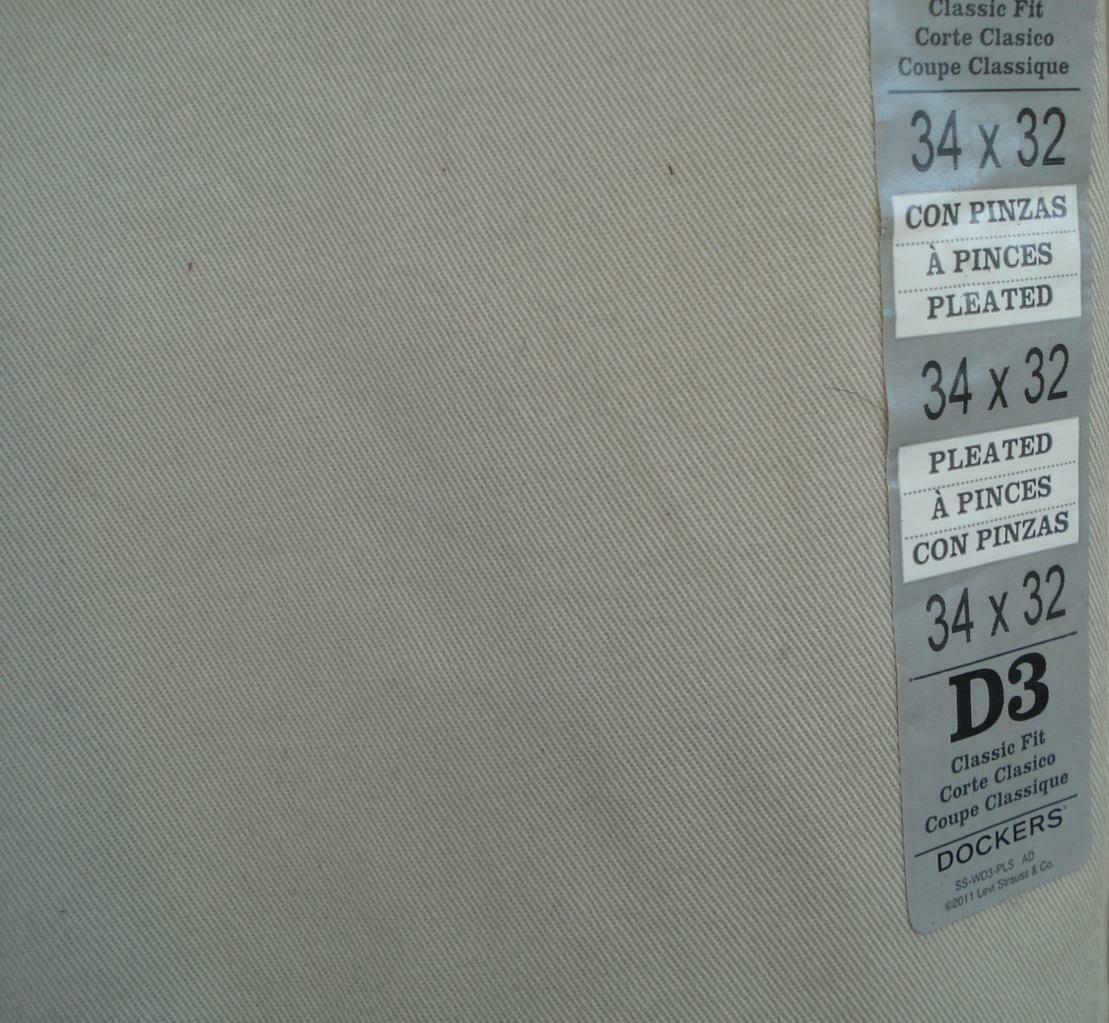 Classic Fit
Corte Clasico
Coupe Classique
34 x 32
CON PINZAS
À PINCES
PLEATED
34 x 32
PLEATED
À PINCES
CON PINZAS
34 x 32
D3
Classic Fit
Corte Clasico
Coupe Classique
DOCKERS®
SS-WD3-PLS AD
©2011 Levi Strauss & Co.